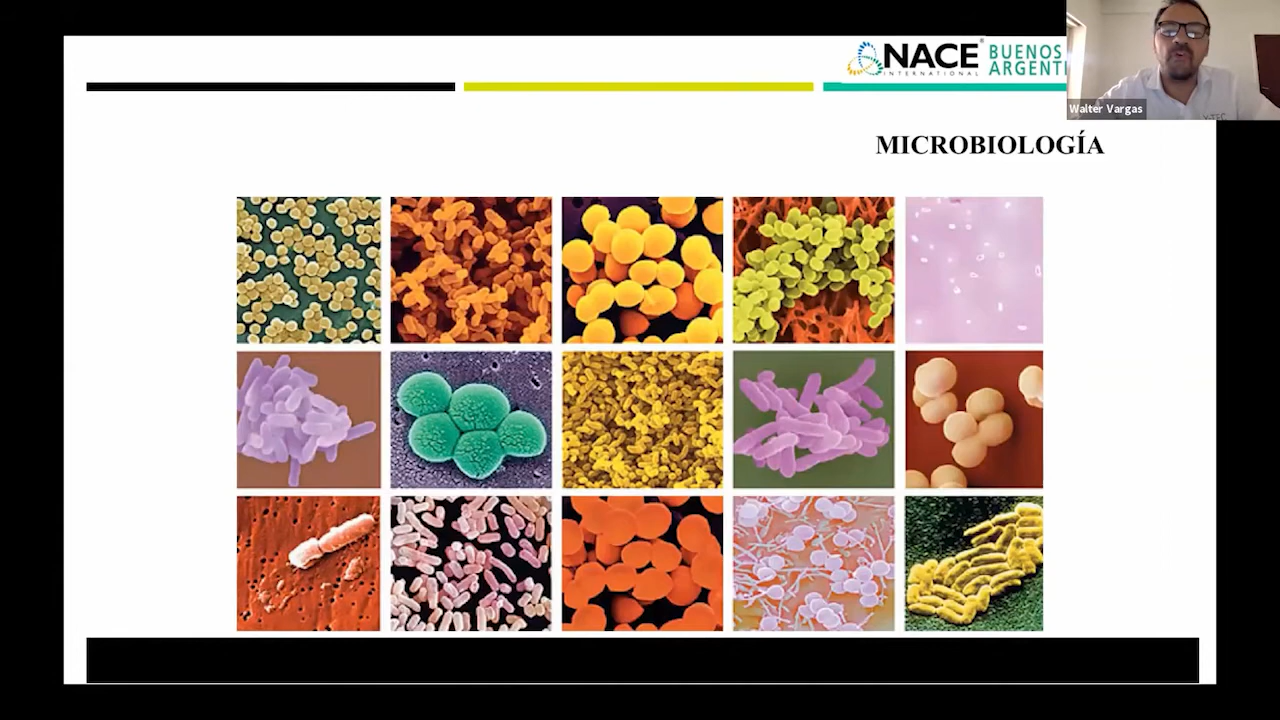 NACE®
INTERNATIONAL
BUENOS
ARGENTI
Walter Vargas
MICROBIOLOGÍA